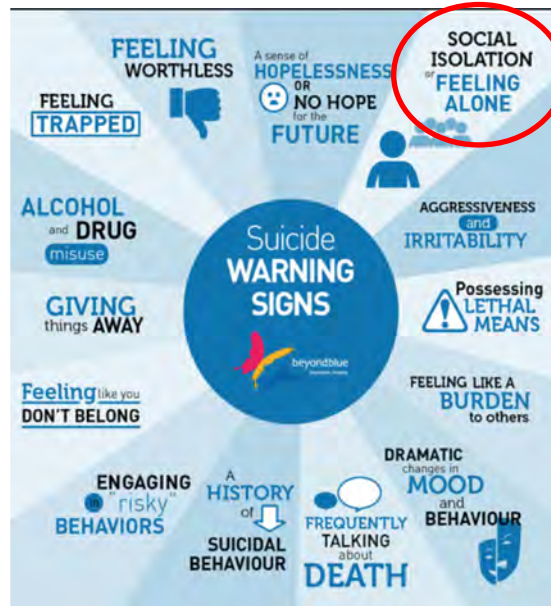 Suicide
WARNING
SIGNS
beyondblue
A sense of
HOPELESSNESS
OR
NO HOPE
for the
FUTURE
SOCIAL
ISOLATION
or
FEELING
ALONE
AGGRESSIVENESS
and
IRRITABILITY
Possessing
LETHAL
MEANS
FEELING LIKE A
BURDEN
to others
DRAMATIC
changes in
MOOD
and
BEHAVIOUR
FREQUENTLY
TALKING
about
DEATH
A
HISTORY
of
SUICIDAL
BEHAVIOUR
ENGAGING
in "risky"
BEHAVIORS
Feeling like you
DON'T BELONG
GIVING
things AWAY
ALCOHOL
and DRUG
misuse
FEELING
TRAPPED
FEELING
WORTHLESS